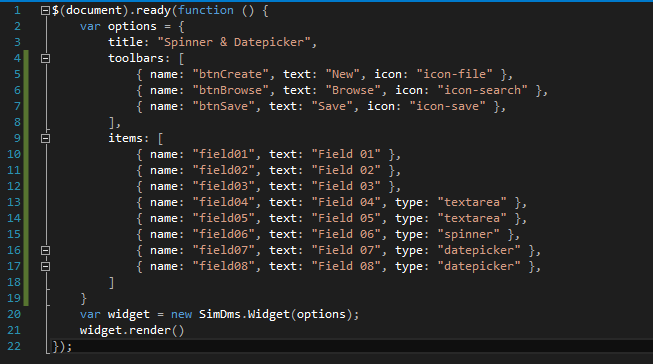 1 $(document).ready(function () {
2 var options = {
3 title: "Spinner & Datepicker",
4 toolbars: [
5 { name: "btnCreate", text: "New", icon: "icon-file" },
6 { name: "btnBrowse", text: "Browse", icon: "icon-search" },
7 { name: "btnSave", text: "Save", icon: "icon-save" },
8 ],
9 items: [
10 { name: "field01", text: "Field 01" },
11 { name: "field02", text: "Field 02" },
12 { name: "field03", text: "Field 03" },
13 { name: "field04", text: "Field 04", type: "textarea" },
14 { name: "field05", text: "Field 05", type: "textarea" },
15 { name: "field06", text: "Field 06", type: "spinner" },
16 { name: "field07", text: "Field 07", type: "datepicker" },
17 { name: "field08", text: "Field 08", type: "datepicker" },
18 ]
19 }
20 var widget = new SimDms.Widget(options);
21 widget.render()
22 });